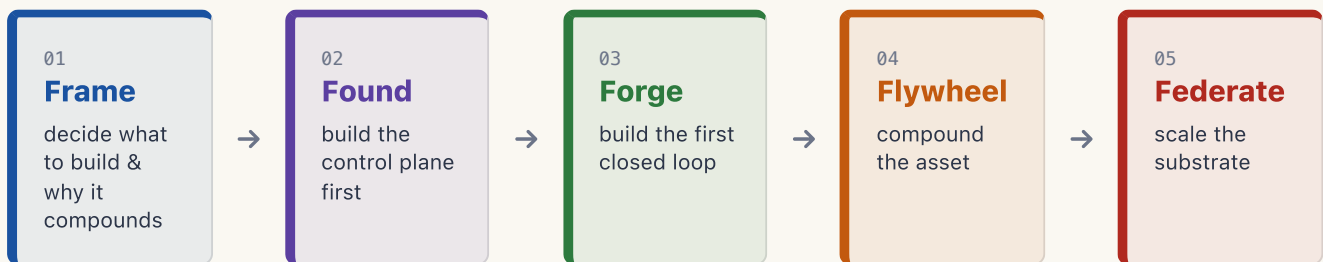 01
Frame
decide what
to build &
why it
compounds
02
Found
build the
control plane
first
03
Forge
build the first
closed loop
04
Flywheel
compound
the asset
05
Federate
scale the
substrate